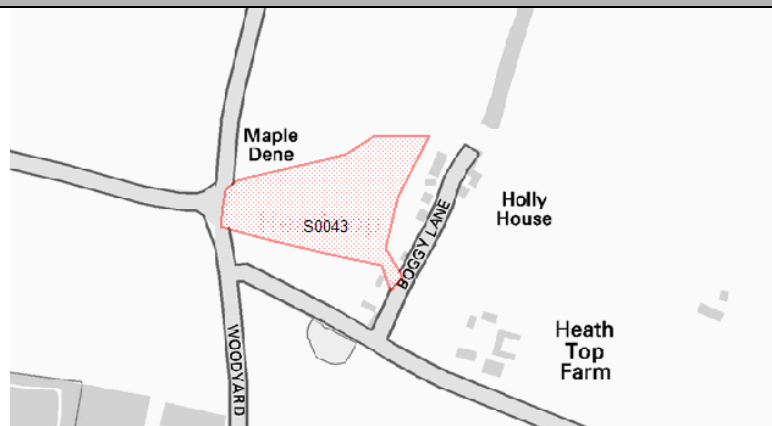 Maple
Dene
Holly
House
S0043
BOGGY LANE
WOODYARD
Heath
Top
Farm